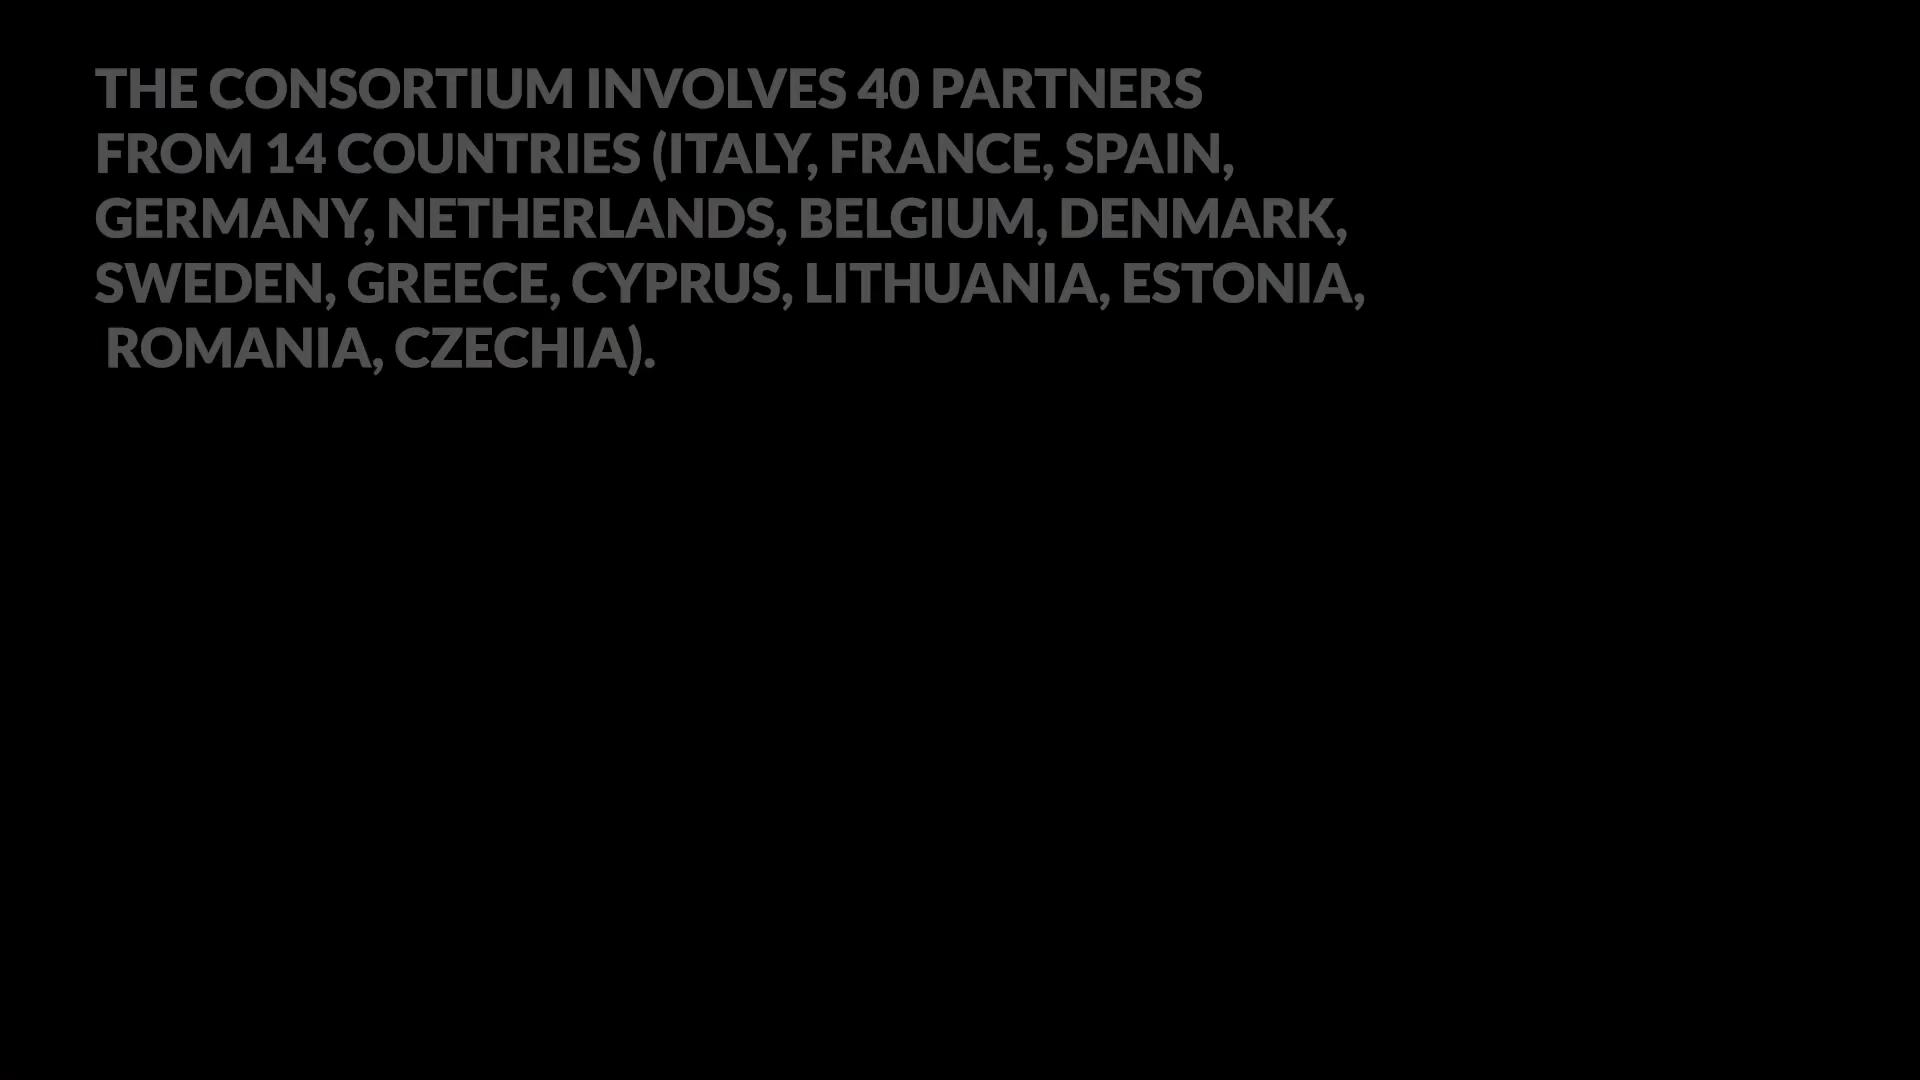 THE CONSORTIUM INVOLVES 40 PARTNERS
FROM 14 COUNTRIES (ITALY, FRANCE, SPAIN,
GERMANY, NETHERLANDS, BELGIUM, DENMARK,
SWEDEN, GREECE, CYPRUS, LITHUANIA, ESTONIA,
ROMANIA, CZECHIA).